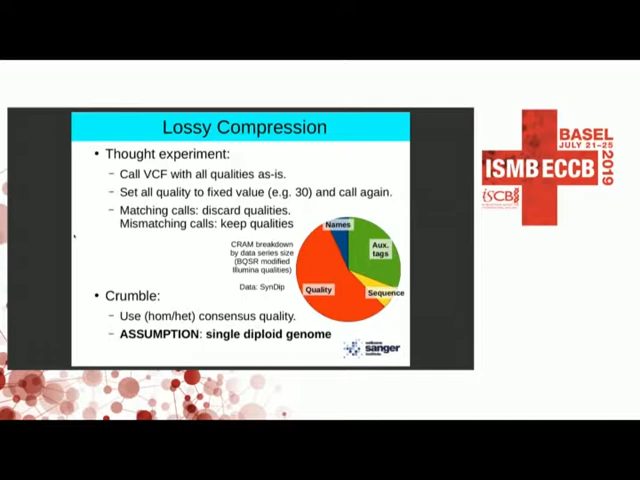 Lossy Compression
• Thought experiment:
– Call VCF with all qualities as-is.
– Set all quality to fixed value (e.g. 30) and call again.
– Matching calls: discard qualities.
Mismatching calls: keep qualities
CRAM breakdown
by data series size
(BQSR modified
Illumina qualities)
Data: SynDip
Names
Aux.
tags
Quality
Sequence
• Crumble:
– Use (hom/het) consensus quality.
– ASSUMPTION: single diploid genome
wellcome
sanger
institute
BASEL
JULY 21-25
2019
ISMB ECCB
ISCB